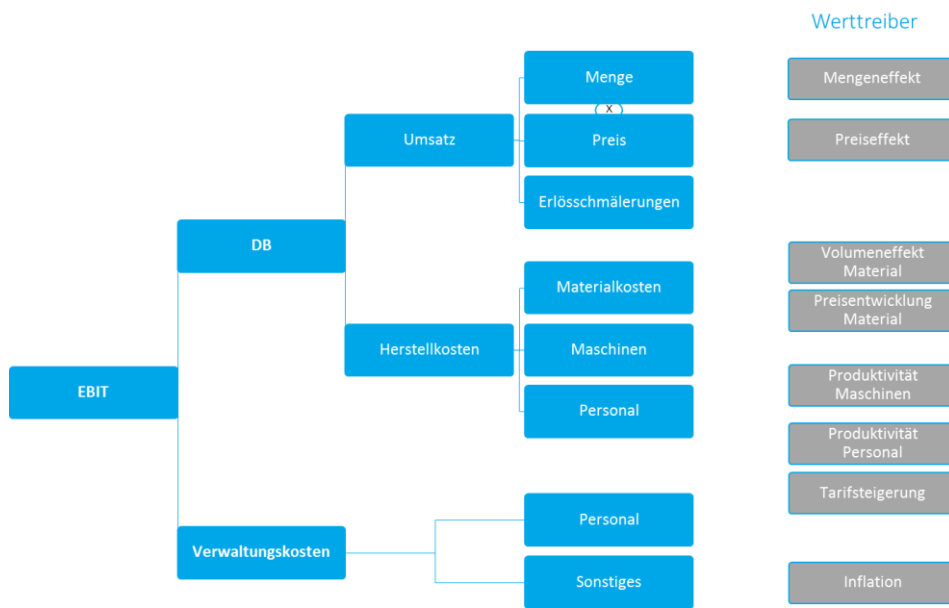 Werttreiber
Menge
Mengeneffekt
x
Umsatz
Preis
Preiseffekt
Erlösschmälerungen
DB
Volumeneffekt
Material
Materialkosten
Preisentwicklung
Material
Herstellkosten
Maschinen
EBIT
Produktivität
Maschinen
Personal
Produktivität
Personal
Tarifsteigerung
Personal
Verwaltungskosten
Sonstiges
Inflation